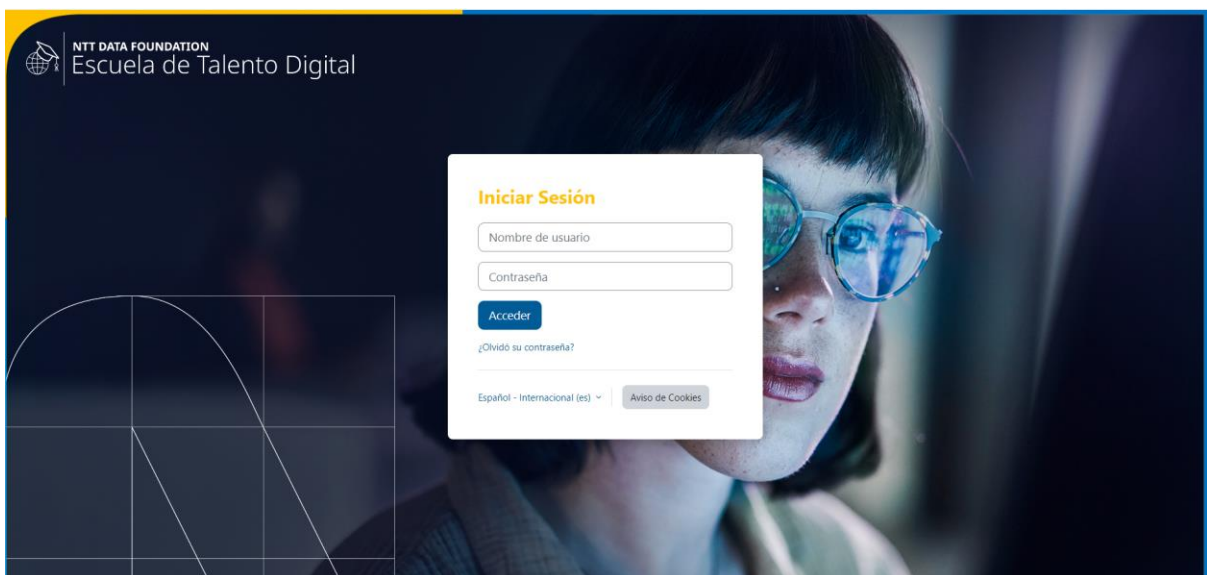 NTT DATA FOUNDATION
Escuela de Talento Digital
Iniciar Sesión
Nombre de usuario
Contraseña
Acceder
¿Olvidó su contraseña?
Español - Internacional (es)
Aviso de Cookies